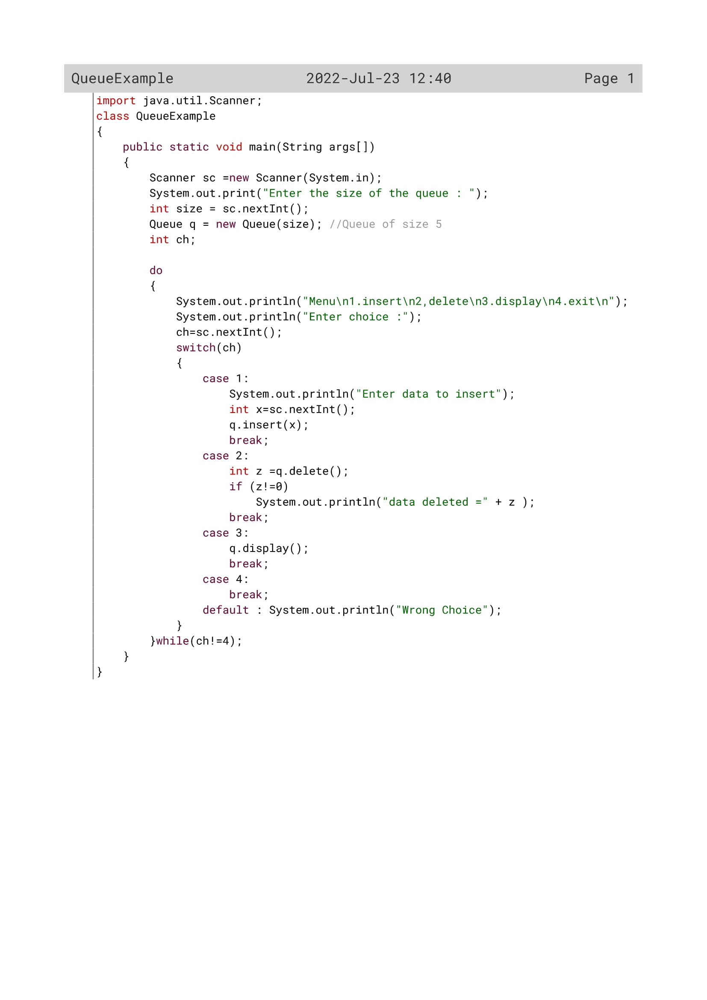 QueueExample 2022-Jul-23 12:40 Page 1
import java.util.Scanner;
class QueueExample
{
    public static void main(String args[])
    {
        Scanner sc =new Scanner(System.in);
        System.out.print("Enter the size of the queue : ");
        int size = sc.nextInt();
        Queue q = new Queue(size); //Queue of size 5
        int ch;

        do
        {
            System.out.println("Menu\n1.insert\n2,delete\n3.display\n4.exit\n");
            System.out.println("Enter choice :");
            ch=sc.nextInt();
            switch(ch)
            {
                case 1:
                    System.out.println("Enter data to insert");
                    int x=sc.nextInt();
                    q.insert(x);
                    break;
                case 2:
                    int z =q.delete();
                    if (z!=0)
                        System.out.println("data deleted =" + z );
                    break;
                case 3:
                    q.display();
                    break;
                case 4:
                    break;
                default : System.out.println("Wrong Choice");
            }
        }while(ch!=4);
    }
}